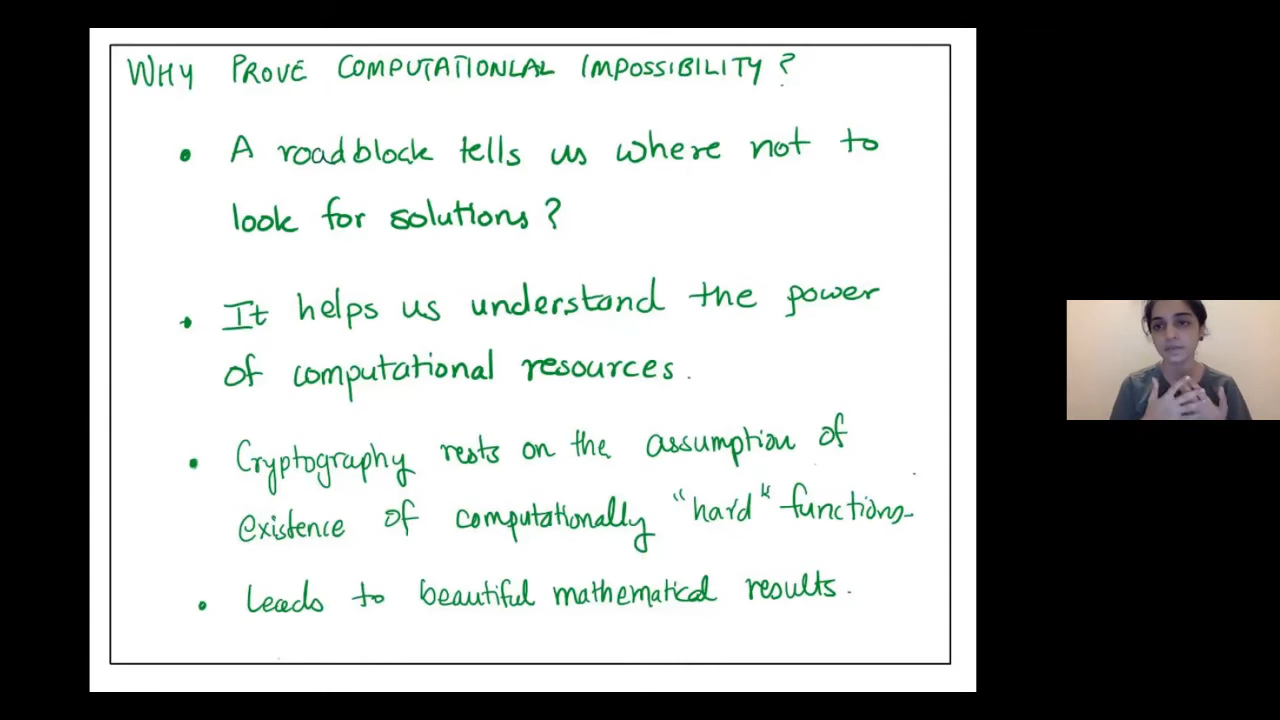 WHY PROVE COMPUTATIONLAL IMPOSSIBILITY?
• A roadblock tells us where not to
look for solutions?
• It helps us understand the power
of computational resources.
• Cryptography rests on the assumption of
existence of computationally "hard" functions.
• Leads to beautiful mathematical results.